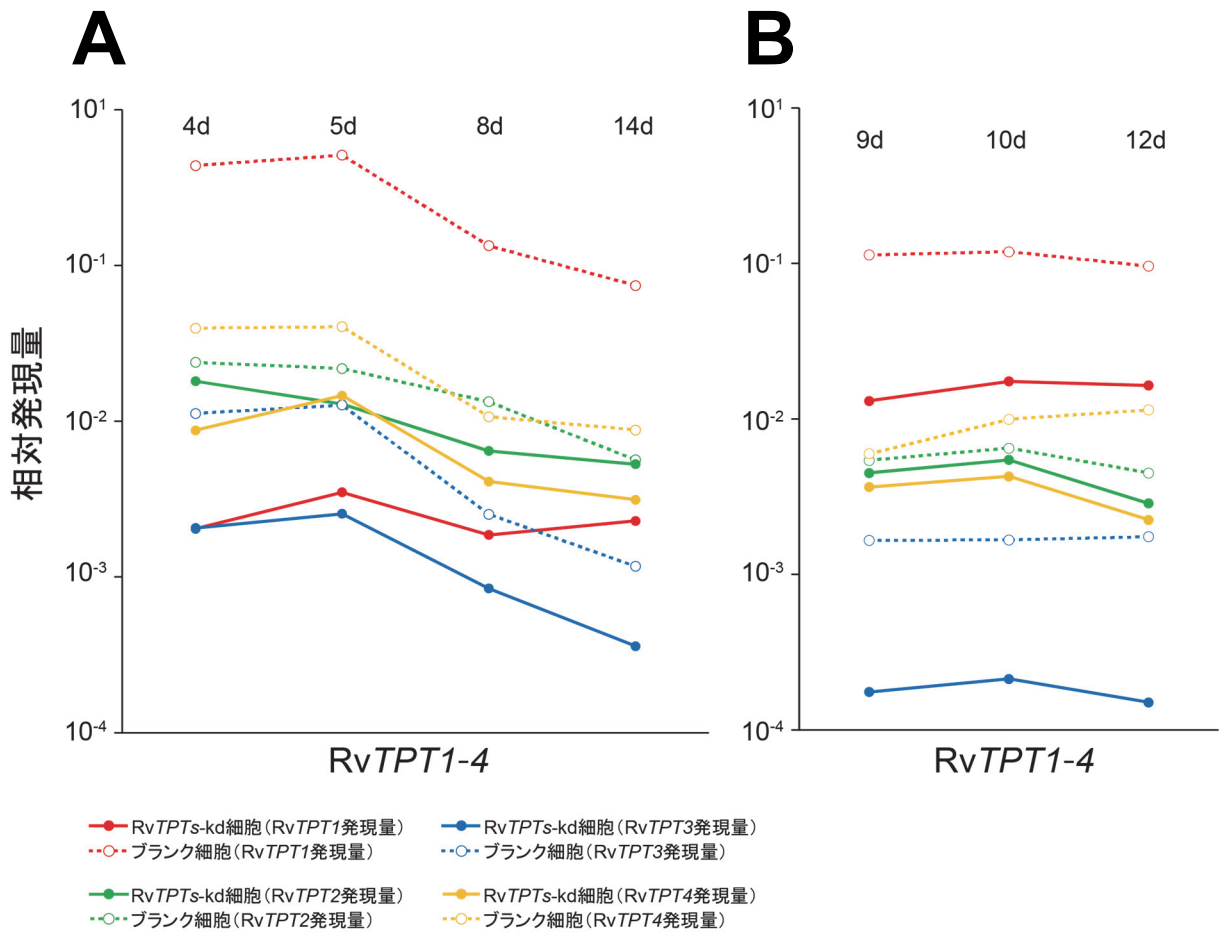 A
B
10¹
4d 5d 8d 14d
10⁻¹
10⁻²
10⁻³
10⁻⁴
相対発現量
RvTPT1-4
10¹
9d 10d 12d
10⁻¹
10⁻²
10⁻³
10⁻⁴
RvTPT1-4
RvTPTs-kd細胞（RvTPT1発現量）
ブランク細胞（RvTPT1発現量）
RvTPTs-kd細胞（RvTPT2発現量）
ブランク細胞（RvTPT2発現量）
RvTPTs-kd細胞（RvTPT3発現量）
ブランク細胞（RvTPT3発現量）
RvTPTs-kd細胞（RvTPT4発現量）
ブランク細胞（RvTPT4発現量）